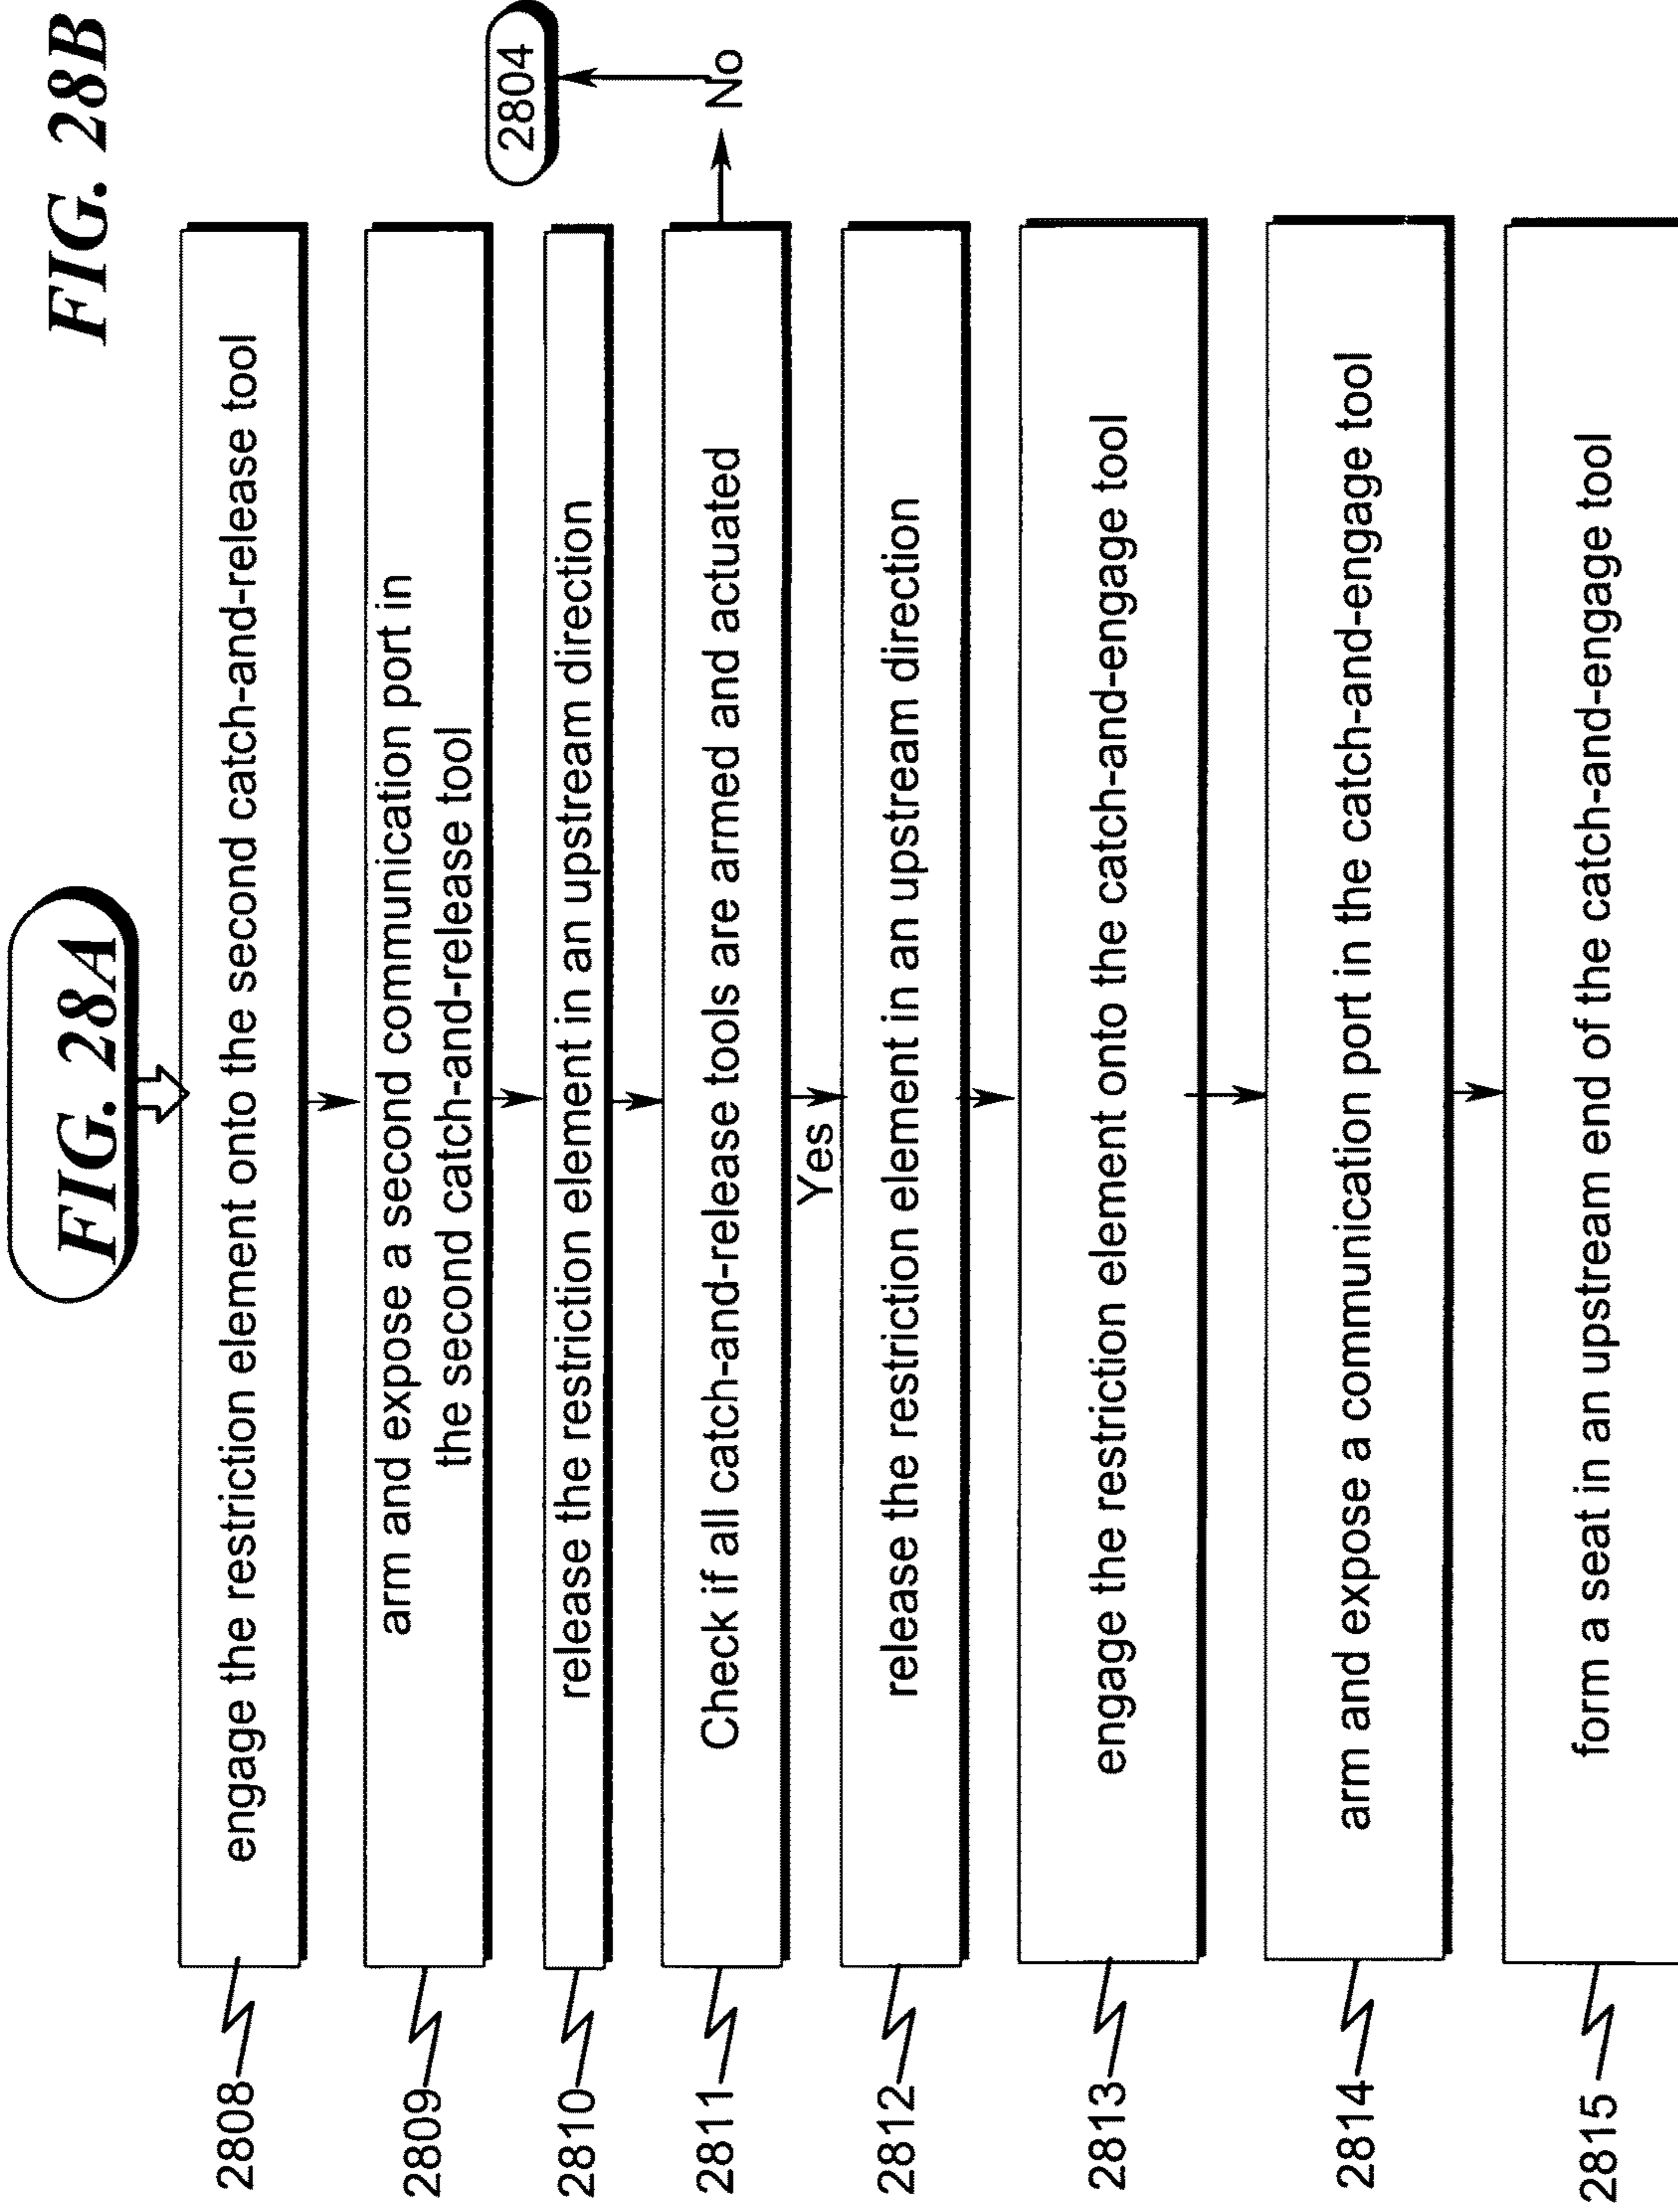 FIG. 28B
FIG. 28A
2808
engage the restriction element onto the second catch-and-release tool
2809
arm and expose a second communication port in
the second catch-and-release tool
2810
release the restriction element in an upstream direction
2811
Check if all catch-and-release tools are armed and actuated
No
2804
Yes
2812
release the restriction element in an upstream direction
2813
engage the restriction element onto the catch-and-engage tool
2814
arm and expose a communication port in the catch-and-engage tool
2815
form a seat in an upstream end of the catch-and-engage tool